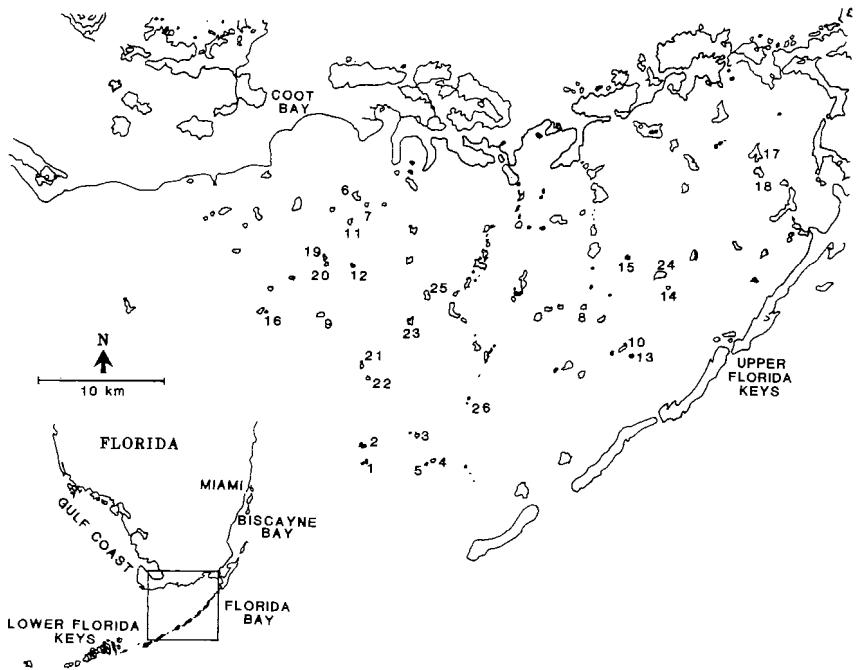 COOT
BAY
6
7
11
17
18
19
20
12
15
24
14
25
16
9
23
8
10
13
N
10 km
21
22
26
UPPER
FLORIDA
KEYS
2
3
1
5
4
FLORIDA
MIAMI
BISCAYNE
BAY
GULF COAST
FLORIDA
BAY
LOWER FLORIDA
KEYS